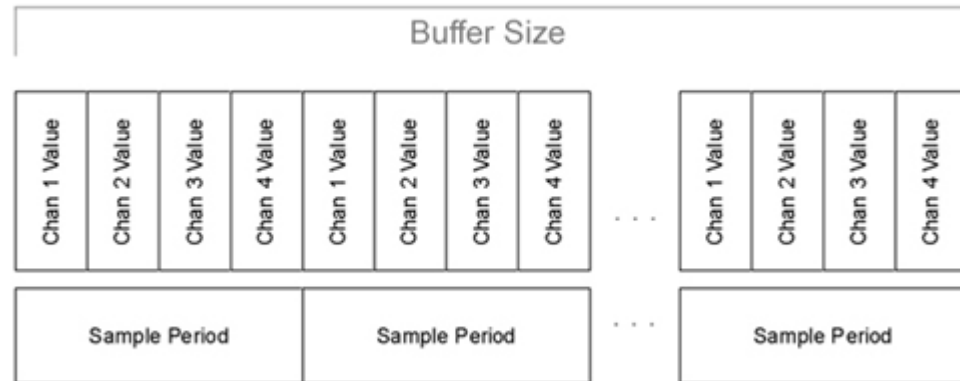 Buffer Size
Chan 1 Value
Chan 2 Value
Chan 3 Value
Chan 4 Value
Chan 1 Value
Chan 2 Value
Chan 3 Value
Chan 4 Value
. . .
Chan 1 Value
Chan 2 Value
Chan 3 Value
Chan 4 Value
Sample Period
Sample Period
. . .
Sample Period